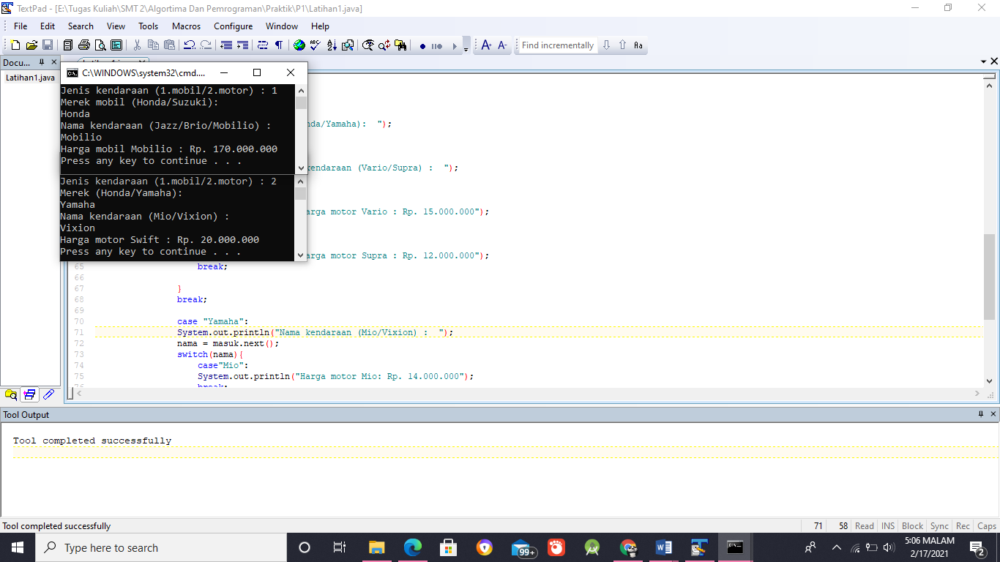 TextPad - [E:\Tugas Kuliah\SMT 2\Algortima Dan Pemrograman\Praktik\P1\Latihan1.java]
File Edit Search View Tools Macros Configure Window Help
Find incrementally
Docu...
Latihan1.java
C:\WINDOWS\system32\cmd....
Jenis kendaraan (1.mobil/2.motor) : 1
Merek mobil (Honda/Suzuki):
Honda
Nama kendaraan (Jazz/Brio/Mobilio) :
Mobilio
Harga mobil Mobilio : Rp. 170.000.000
Press any key to continue . . .
Jenis kendaraan (1.mobil/2.motor) : 2
Merek (Honda/Yamaha):
Yamaha
Nama kendaraan (Mio/Vixion) :
Vixion
Harga motor Swift : Rp. 20.000.000
Press any key to continue . . .
nda/Yamaha):  ");
kendaraan (Vario/Supra) :  ");
arga motor Vario : Rp. 15.000.000");
arga motor Supra : Rp. 12.000.000");
65 break;
66
67 }
68 break;
69
70 case "Yamaha":
71 System.out.println("Nama kendaraan (Mio/Vixion) :  ");
72 nama = masuk.next();
73 switch(nama){
74 case"Mio":
75 System.out.println("Harga motor Mio: Rp. 14.000.000");
76 break;
Tool Output
Tool completed successfully
Tool completed successfully
71 58 Read INS Block Sync Rec Caps
Type here to search
99+
5:06 MALAM
2/17/2021
2